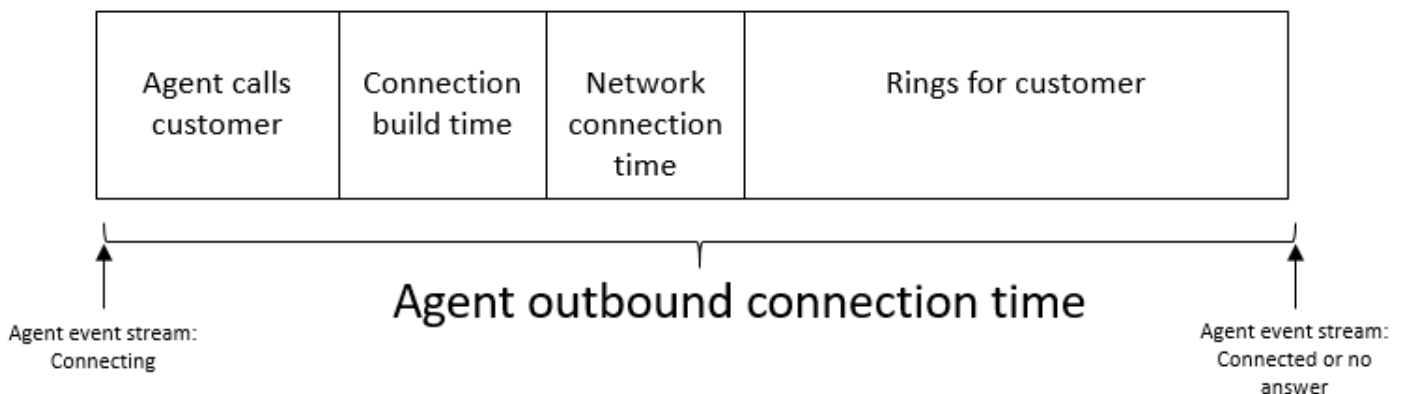 Agent calls
customer
Connection
build time
Network
connection
time
Rings for customer
Agent outbound connection time
Agent event stream:
Connecting
Agent event stream:
Connected or no
answer